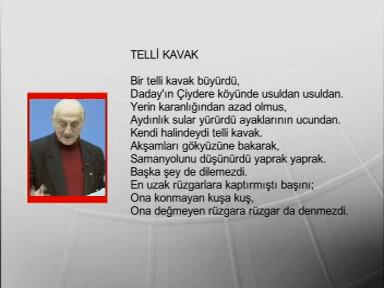 TELLİ KAVAK
Bir telli kavak büyürdü,
Daday'ın Çiydere köyünde usuldan usuldan.
Yerin karanlığından azad olmuş,
Aydınlık sular yürürdü ayaklarının ucundan.
Kendi halindeydi telli kavak.
Akşamları gökyüzüne bakarak,
Samanyolunu düşünürdü yaprak yaprak.
Başka şey de dilemezdi.
En uzak rüzgarlara kaptırmıştı başını;
Ona konmayan kuşa kuş,
Ona değmeyen rüzgara rüzgar da denmezdi.